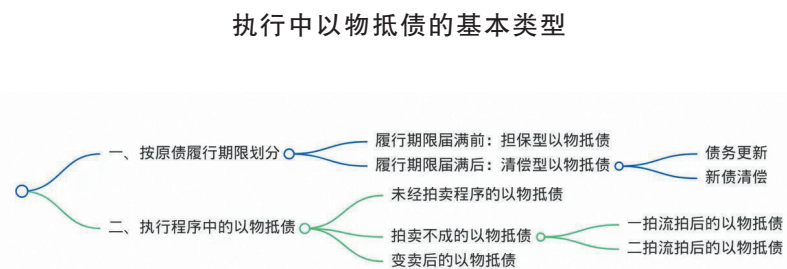 执行中以物抵债的基本类型
一、按原债履行期限划分
履行期限届满前：担保型以物抵债
履行期限届满后：清偿型以物抵债
债务更新
新债清偿
二、执行程序中的以物抵债
未经拍卖程序的以物抵债
拍卖不成的以物抵债
一拍流拍后的以物抵债
二拍流拍后的以物抵债
变卖后的以物抵债